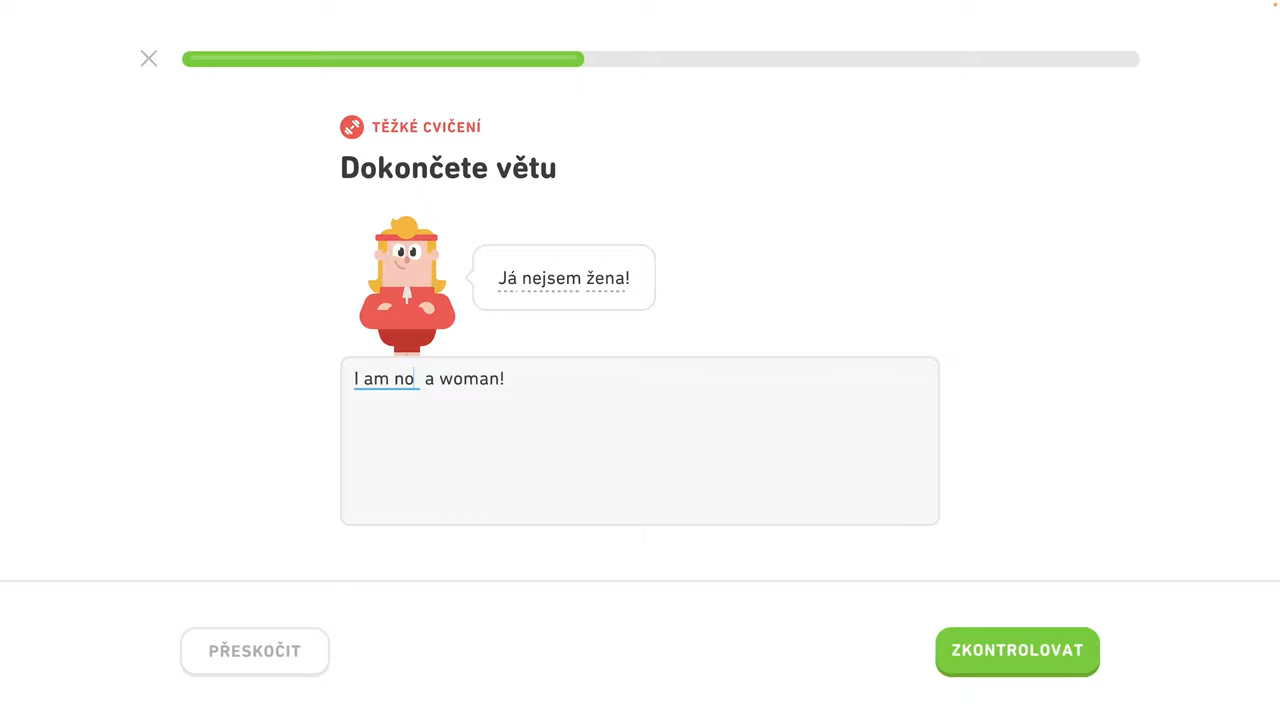 TĚŽKÉ CVIČENÍ
Dokončete větu
Já nejsem žena!
I am no a woman!
PŘESKOČIT
ZKONTROLOVAT